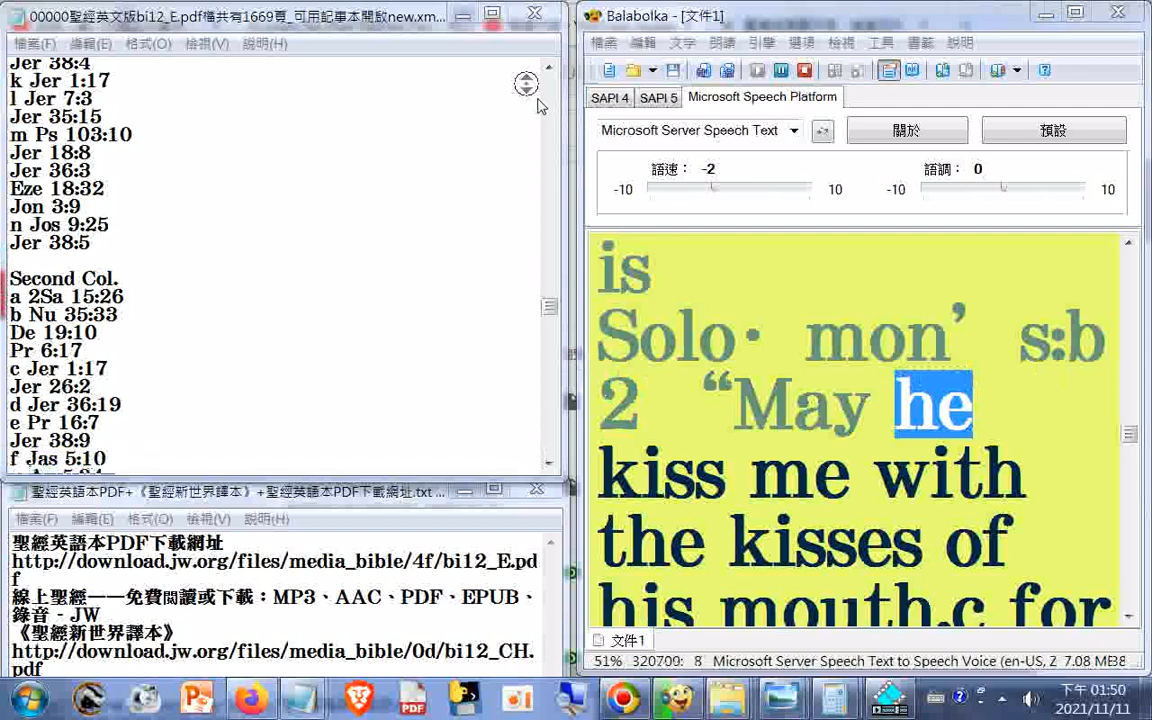 00000聖經英文版bi12_E.pdf檔共有1669頁_可用記事本開啟new.xm...
檔案(F) 編輯(E) 格式(O) 檢視(V) 說明(H)
Jer 38:4
k Jer 1:17
l Jer 7:3
Jer 35:15
m Ps 103:10
Jer 18:8
Jer 36:3
Eze 18:32
Jon 3:9
n Jos 9:25
Jer 38:5
Second Col.
a 2Sa 15:26
b Nu 35:33
De 19:10
Pr 6:17
c Jer 1:17
Jer 26:2
d Jer 36:19
e Pr 16:7
Jer 38:9
f Jas 5:10
聖經英語本PDF+《聖經新世界譯本》+聖經英語本PDF下載網址.txt ...
檔案(F) 編輯(E) 格式(O) 檢視(V) 說明(H)
聖經英語本PDF下載網址
http://download.jw.org/files/media_bible/4f/bi12_E.pd
f
線上聖經——免費閱讀或下載：MP3、AAC、PDF、EPUB、
錄音 - JW
《聖經新世界譯本》
http://download.jw.org/files/media_bible/0d/bi12_CH.
pdf
Balabolka - [文件1]
檔案 編輯 文字 朗讀 引擎 選項 檢視 工具 書籤 說明
SAPI 4 SAPI 5 Microsoft Speech Platform
Microsoft Server Speech Text 關於 預設
語速： -2 語調： 0
-10 10 -10 10
is
Solo· mon’ s:b
2 “May he
kiss me with
the kisses of
his mouth,c for
文件1
51% 320709: 8 Microsoft Server Speech Text to Speech Voice (en-US, Z 7.08 MB
PDF
下午 01:50
2021/11/11